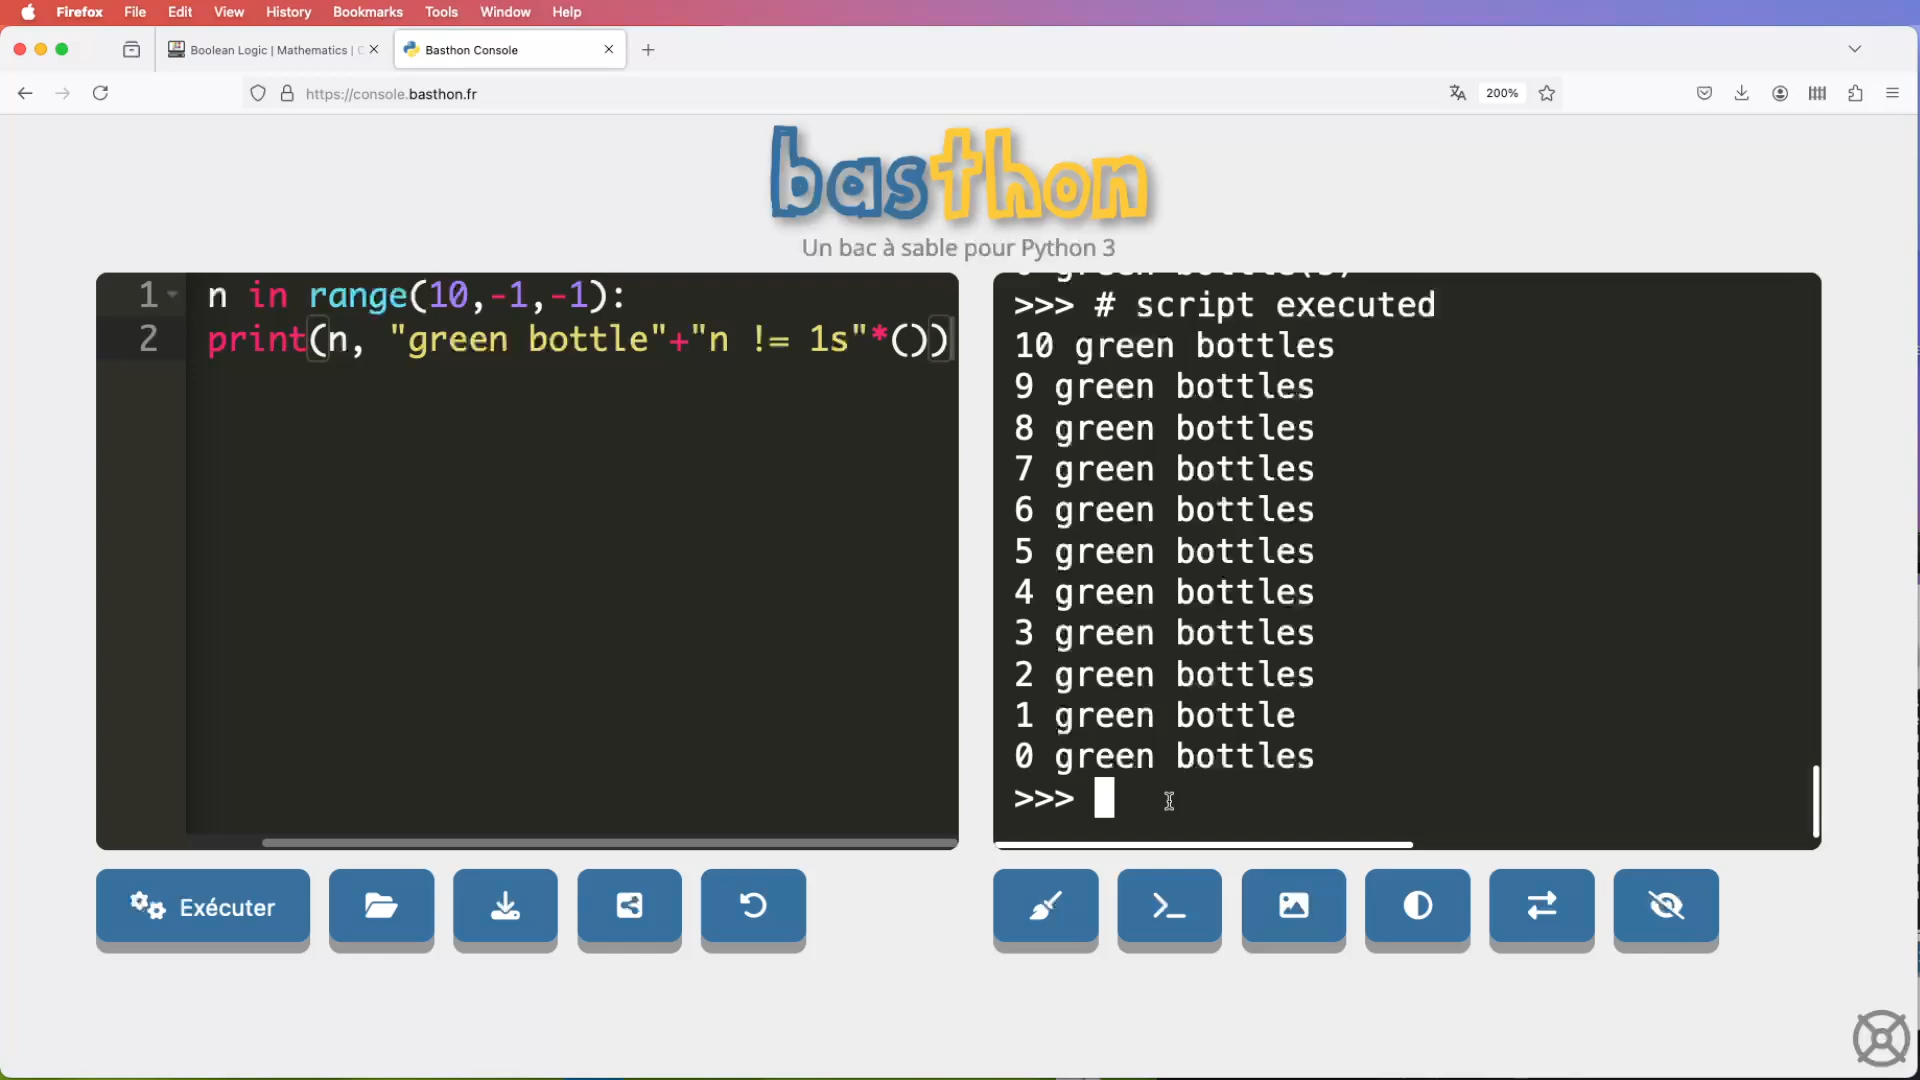 Firefox File Edit View History Bookmarks Tools Window Help
Boolean Logic | Mathematics |
Basthon Console
https://console.basthon.fr
200%
basthon
Un bac à sable pour Python 3
1 n in range(10,-1,-1):
2 print(n, "green bottle"+"n != 1s"*())
>>> # script executed
10 green bottles
9 green bottles
8 green bottles
7 green bottles
6 green bottles
5 green bottles
4 green bottles
3 green bottles
2 green bottles
1 green bottle
0 green bottles
>>>
Exécuter